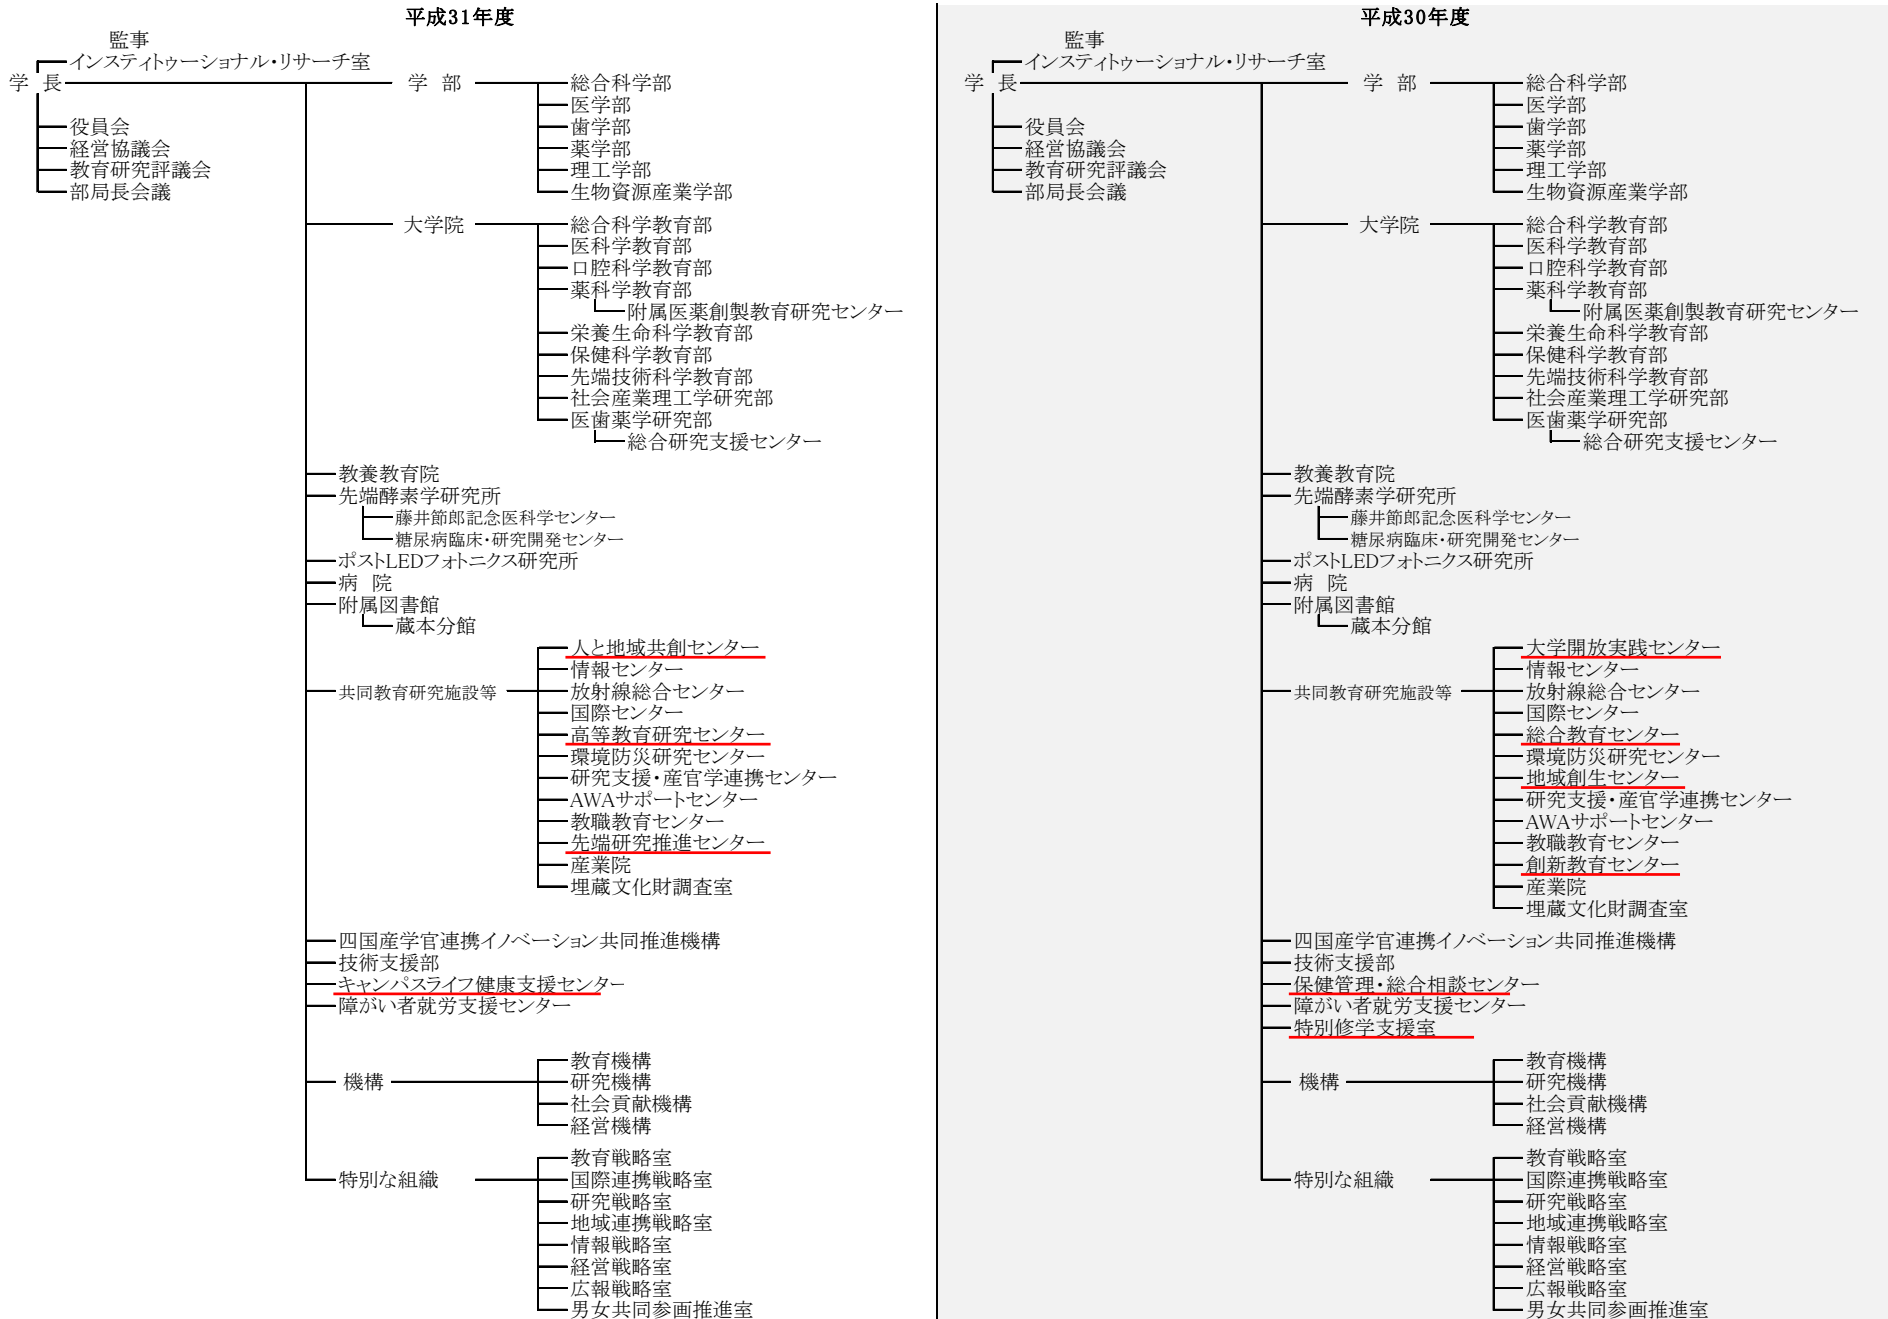 平成31年度
監事
インスティトゥーショナル・リサーチ室
学 長
学 部
総合科学部
医学部
役員会
歯学部
経営協議会
薬学部
教育研究評議会
理工学部
部局長会議
生物資源産業学部
大学院
総合科学教育部
医科学教育部
口腔科学教育部
薬科学教育部
附属医薬創製教育研究センター
栄養生命科学教育部
保健科学教育部
先端技術科学教育部
社会産業理工学研究部
医歯薬学研究部
総合研究支援センター
教養教育院
先端酵素学研究所
藤井節郎記念医科学センター
糖尿病臨床・研究開発センター
ポストLEDフォトニクス研究所
病 院
附属図書館
蔵本分館
人と地域共創センター
情報センター
共同教育研究施設等
放射線総合センター
国際センター
高等教育研究センター
環境防災研究センター
研究支援・産官学連携センター
AWAサポートセンター
教職教育センター
先端研究推進センター
産業院
埋蔵文化財調査室
四国産学官連携イノベーション共同推進機構
技術支援部
キャンパスライフ健康支援センター
障がい者就労支援センター
教育機構
機構
研究機構
社会貢献機構
経営機構
教育戦略室
特別な組織
国際連携戦略室
研究戦略室
地域連携戦略室
情報戦略室
経営戦略室
広報戦略室
男女共同参画推進室
平成30年度
監事
インスティトゥーショナル・リサーチ室
学 長
学 部
総合科学部
医学部
役員会
歯学部
経営協議会
薬学部
教育研究評議会
理工学部
部局長会議
生物資源産業学部
大学院
総合科学教育部
医科学教育部
口腔科学教育部
薬科学教育部
附属医薬創製教育研究センター
栄養生命科学教育部
保健科学教育部
先端技術科学教育部
社会産業理工学研究部
医歯薬学研究部
総合研究支援センター
教養教育院
先端酵素学研究所
藤井節郎記念医科学センター
糖尿病臨床・研究開発センター
ポストLEDフォトニクス研究所
病 院
附属図書館
蔵本分館
大学開放実践センター
情報センター
共同教育研究施設等
放射線総合センター
国際センター
総合教育センター
環境防災研究センター
地域創生センター
研究支援・産官学連携センター
AWAサポートセンター
教職教育センター
創新教育センター
産業院
埋蔵文化財調査室
四国産学官連携イノベーション共同推進機構
技術支援部
保健管理・総合相談センター
障がい者就労支援センター
特別修学支援室
教育機構
機構
研究機構
社会貢献機構
経営機構
教育戦略室
特別な組織
国際連携戦略室
研究戦略室
地域連携戦略室
情報戦略室
経営戦略室
広報戦略室
男女共同参画推進室